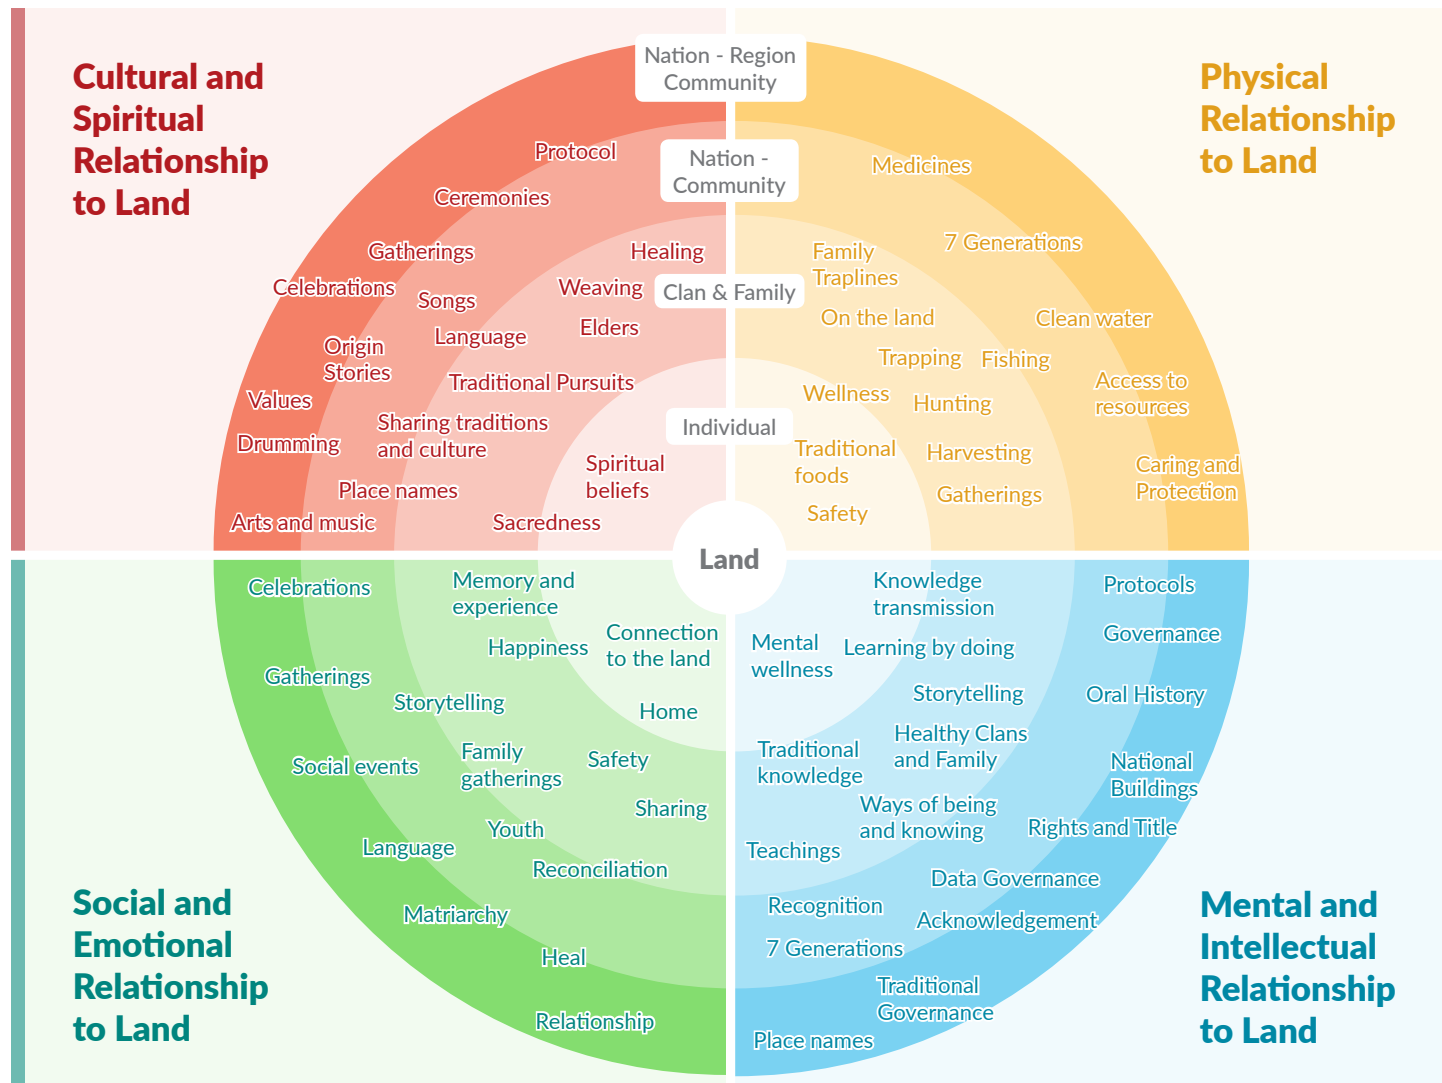 Cultural and
Spiritual
Relationship
to Land
Physical
Relationship
to Land
Nation - Region
Community
Nation -
Community
Clan & Family
Individual
Land
Protocol
Ceremonies
Gatherings
Healing
Celebrations
Weaving
Songs
Elders
Language
Origin
Stories
Traditional Pursuits
Values
Sharing traditions
and culture
Drumming
Spiritual
beliefs
Place names
Arts and music
Sacredness
Medicines
7 Generations
Family
Traplines
On the land
Clean water
Trapping
Fishing
Access to
resources
Wellness
Hunting
Traditional
foods
Harvesting
Caring and
Protection
Gatherings
Safety
Celebrations
Memory and
experience
Connection
to the land
Happiness
Gatherings
Storytelling
Home
Family
gatherings
Safety
Social events
Sharing
Youth
Language
Reconciliation
Matriarchy
Heal
Relationship
Social and
Emotional
Relationship
to Land
Knowledge
transmission
Protocols
Mental
wellness
Governance
Learning by doing
Storytelling
Oral History
Healthy Clans
and Family
Traditional
knowledge
National
Buildings
Ways of being
and knowing
Rights and Title
Teachings
Data Governance
Recognition
Acknowledgement
7 Generations
Traditional
Governance
Place names
Mental and
Intellectual
Relationship
to Land